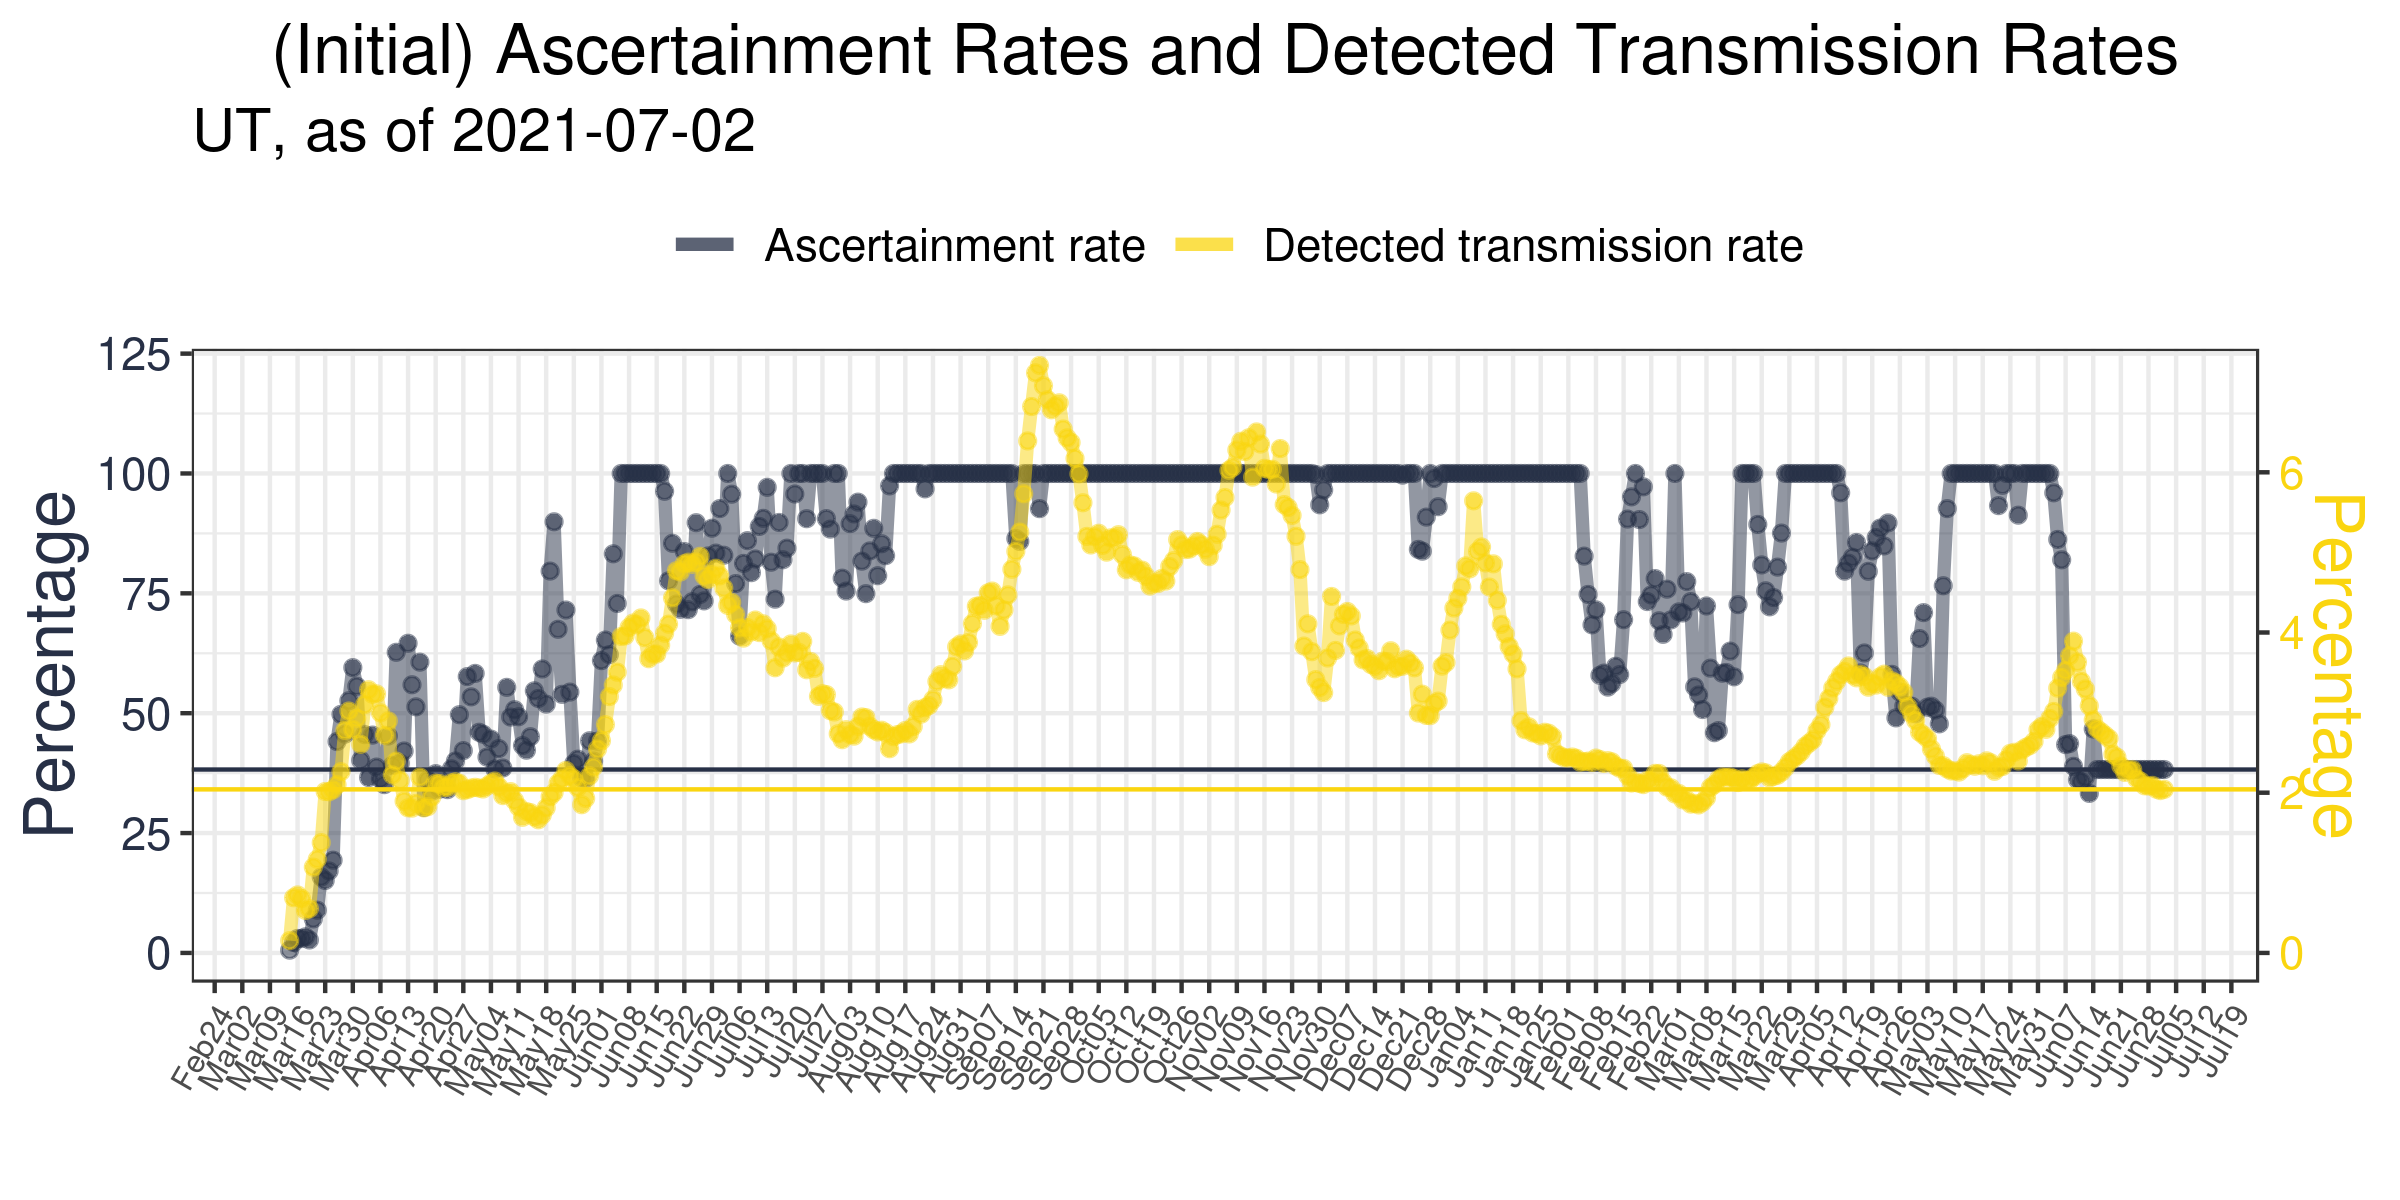 (Initial) Ascertainment Rates and Detected Transmission Rates
UT, as of 2021-07-02
Ascertainment rate
Detected transmission rate
Percentage
125
100
75
50
25
0
6
4
2
0
Percentage
Feb24
Mar02
Mar09
Mar16
Mar23
Mar30
Apr06
Apr13
Apr20
Apr27
May04
May11
May18
May25
Jun01
Jun08
Jun15
Jun22
Jun29
Jul06
Jul13
Jul20
Jul27
Aug03
Aug10
Aug17
Aug24
Aug31
Sep07
Sep14
Sep21
Sep28
Oct05
Oct12
Oct19
Oct26
Nov02
Nov09
Nov16
Nov23
Nov30
Dec07
Dec14
Dec21
Dec28
Jan04
Jan11
Jan18
Jan25
Feb01
Feb08
Feb15
Feb22
Mar01
Mar08
Mar15
Mar22
Mar29
Apr05
Apr12
Apr19
Apr26
May03
May10
May17
May24
May31
Jun07
Jun14
Jun21
Jun28
Jul05
Jul12
Jul19